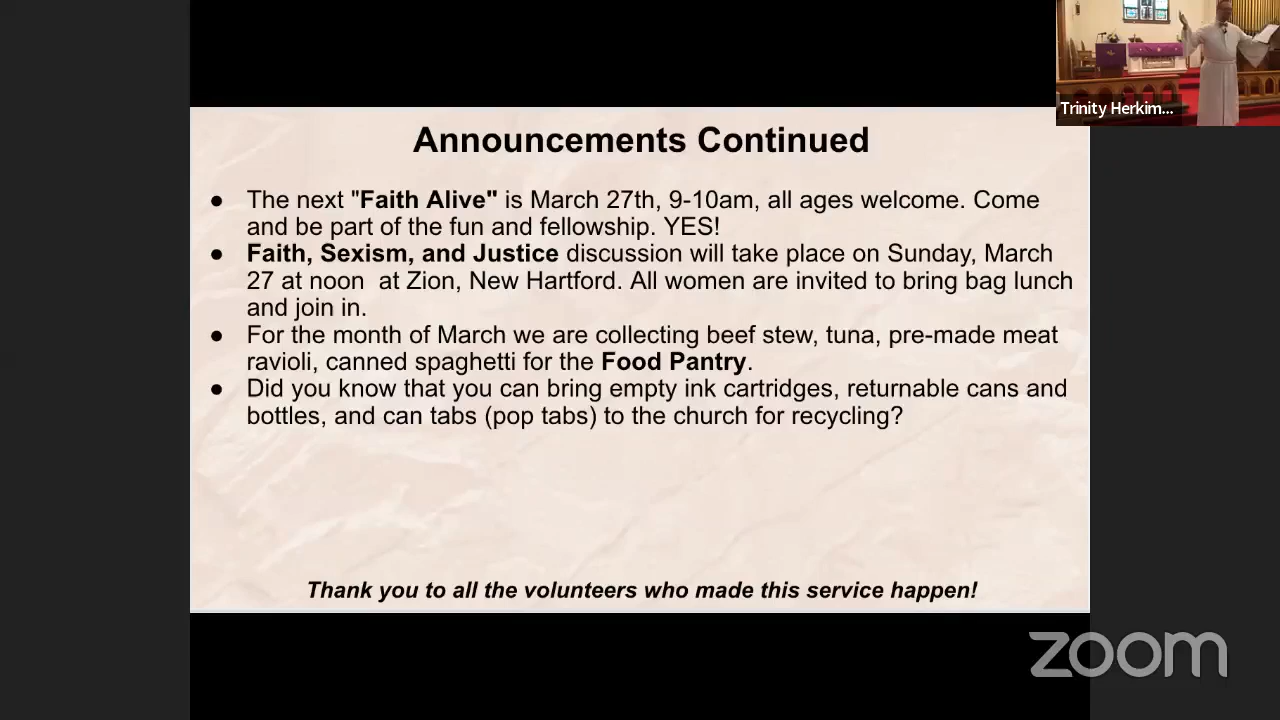 Trinity Herkim...
Announcements Continued
● The next "Faith Alive" is March 27th, 9-10am, all ages welcome. Come
and be part of the fun and fellowship. YES!
● Faith, Sexism, and Justice discussion will take place on Sunday, March
27 at noon  at Zion, New Hartford. All women are invited to bring bag lunch
and join in.
● For the month of March we are collecting beef stew, tuna, pre-made meat
ravioli, canned spaghetti for the Food Pantry.
● Did you know that you can bring empty ink cartridges, returnable cans and
bottles, and can tabs (pop tabs) to the church for recycling?
Thank you to all the volunteers who made this service happen!
zoom